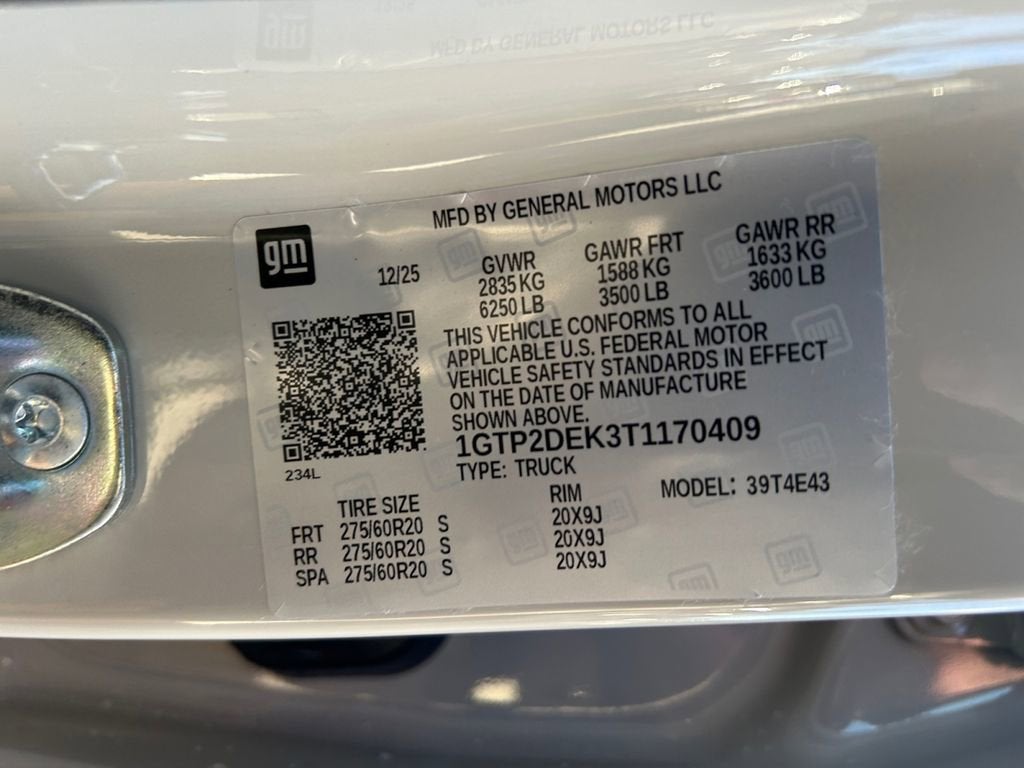 MFD BY GENERAL MOTORS LLC
gm
12/25
GVWR GAWR FRT GAWR RR
2835 KG 1588 KG 1633 KG
6250 LB 3500 LB 3600 LB
THIS VEHICLE CONFORMS TO ALL
APPLICABLE U.S. FEDERAL MOTOR
VEHICLE SAFETY STANDARDS IN EFFECT
ON THE DATE OF MANUFACTURE
SHOWN ABOVE.
1GTP2DEK3T1170409
234L
TYPE: TRUCK
MODEL: 39T4E43
TIRE SIZE RIM
FRT 275/60R20 S 20X9J
RR 275/60R20 S 20X9J
SPA 275/60R20 S 20X9J